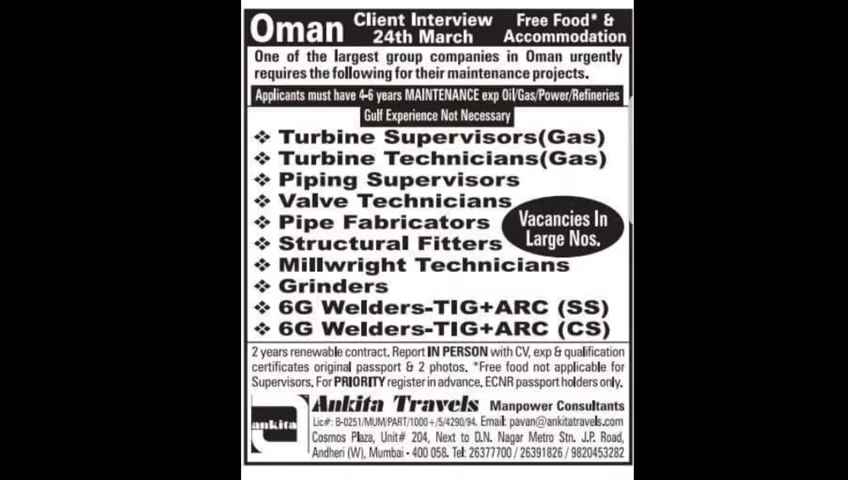 Oman
Client Interview
24th March
Free Food* &
Accommodation
One of the largest group companies in Oman urgently
requires the following for their maintenance projects.
Applicants must have 4-6 years MAINTENANCE exp Oil/Gas/Power/Refineries
Gulf Experience Not Necessary
❖ Turbine Supervisors(Gas)
❖ Turbine Technicians(Gas)
❖ Piping Supervisors
❖ Valve Technicians
❖ Pipe Fabricators
❖ Structural Fitters
❖ Millwright Technicians
❖ Grinders
❖ 6G Welders-TIG+ARC (SS)
❖ 6G Welders-TIG+ARC (CS)
Vacancies In
Large Nos.
2 years renewable contract. Report IN PERSON with CV, exp & qualification
certificates original passport & 2 photos. *Free food not applicable for
Supervisors. For PRIORITY register in advance. ECNR passport holders only.
ankita
Ankita Travels Manpower Consultants
Lic#: B-0251/MUM/PART/1000+/5/4290/94. Email: pavan@ankitatravels.com
Cosmos Plaza, Unit# 204, Next to D.N. Nagar Metro Stn. J.P. Road,
Andheri (W), Mumbai - 400 058. Tel: 26377700 / 26391826 / 9820453282